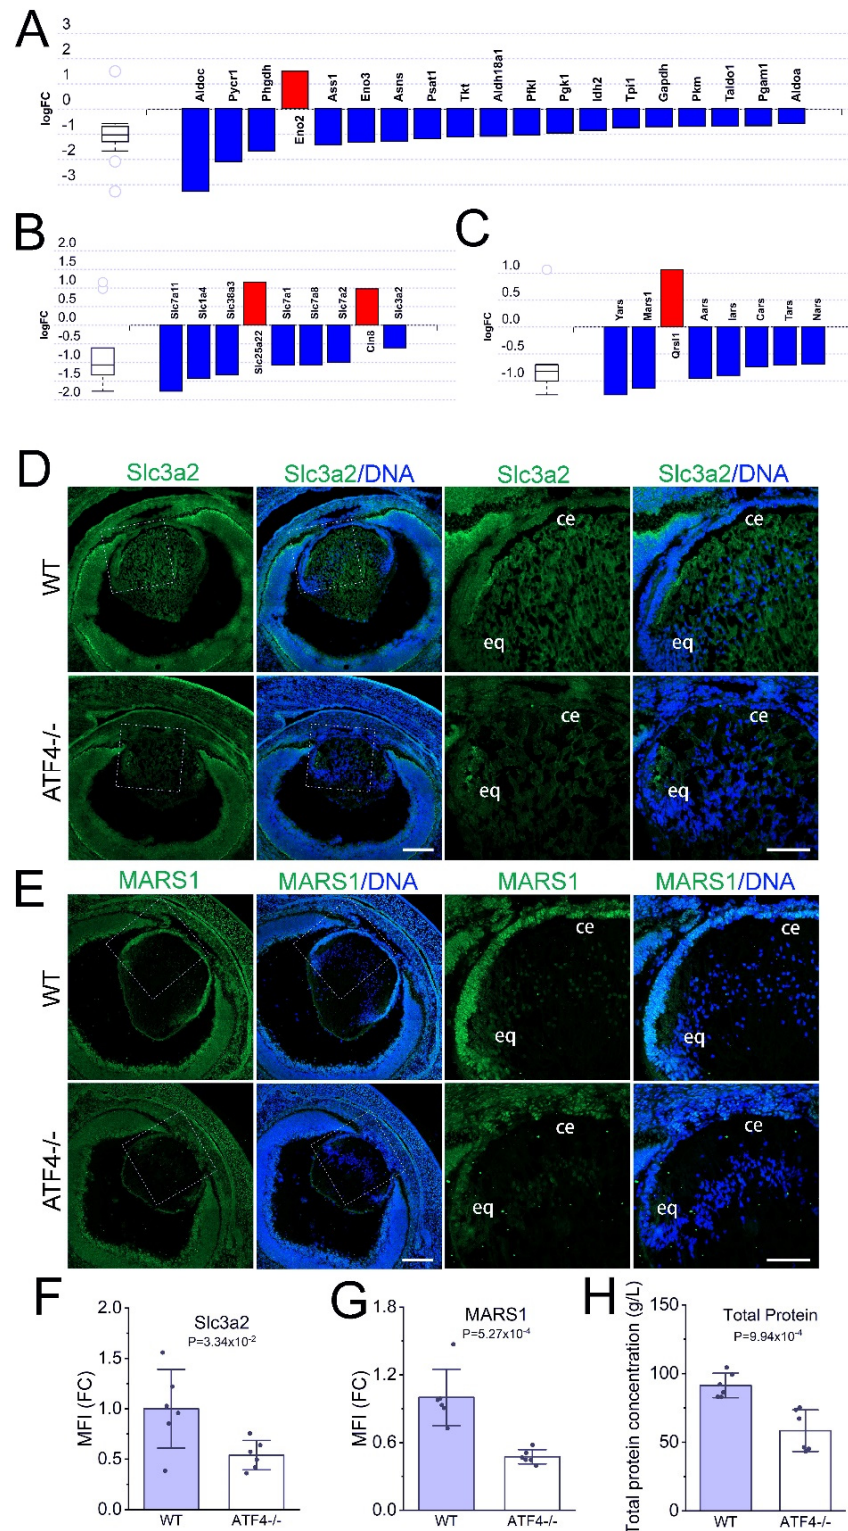 A
3
2
1
0
-1
-2
-3
logFC
Aldoc
Pycr1
Phgdh
Eno2
Ass1
Eno3
Asns
Psat1
Tkt
Aldh18a1
Pfkl
Pgk1
Idh2
Tpi1
Gapdh
Pkm
Taldo1
Pgam1
Aldoa
B
2.0
1.5
1.0
0.5
0.0
-0.5
-1.0
-1.5
-2.0
logFC
Slc7a11
Slc1a4
Slc38a3
Slc25a22
Slc7a1
Slc7a8
Slc7a2
Cln8
Slc3a2
C
1.0
0.5
0.0
-0.5
-1.0
logFC
Yars
Mars1
Qrsl1
Aars
Iars
Cars
Tars
Nars
D
Slc3a2 Slc3a2/DNA Slc3a2 Slc3a2/DNA
WT
ce ce
eq eq
ATF4-/-
ce ce
eq eq
E
MARS1 MARS1/DNA MARS1 MARS1/DNA
WT
ce ce
eq eq
ATF4-/-
ce ce
eq eq
F
Slc3a2
P=3.34x10-2
MFI (FC)
2.0
1.5
1.0
0.5
0.0
WT ATF4-/-
G
MARS1
P=5.27x10-4
MFI (FC)
1.8
1.2
0.6
0.0
WT ATF4-/-
H
Total Protein
P=9.94x10-4
Total protein concentration (g/L)
150
100
50
0
WT ATF4-/-